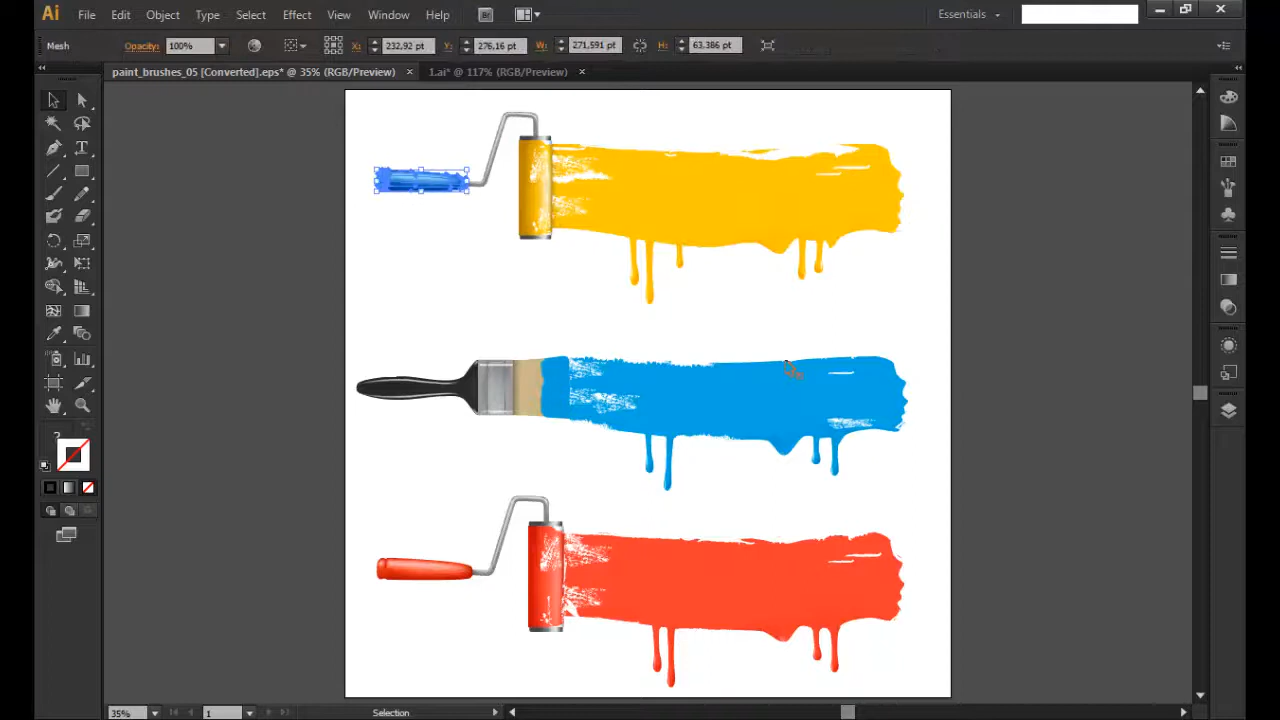 Ai File Edit Object Type Select Effect View Window Help Br Essentials
Mesh Opacity: 100% X: 232,92 pt Y: 276,16 pt W: 271,591 pt H: 63,386 pt
paint_brushes_05 [Converted].eps* @ 35% (RGB/Preview) × 1.ai* @ 117% (RGB/Preview) ×
35% 1 Selection